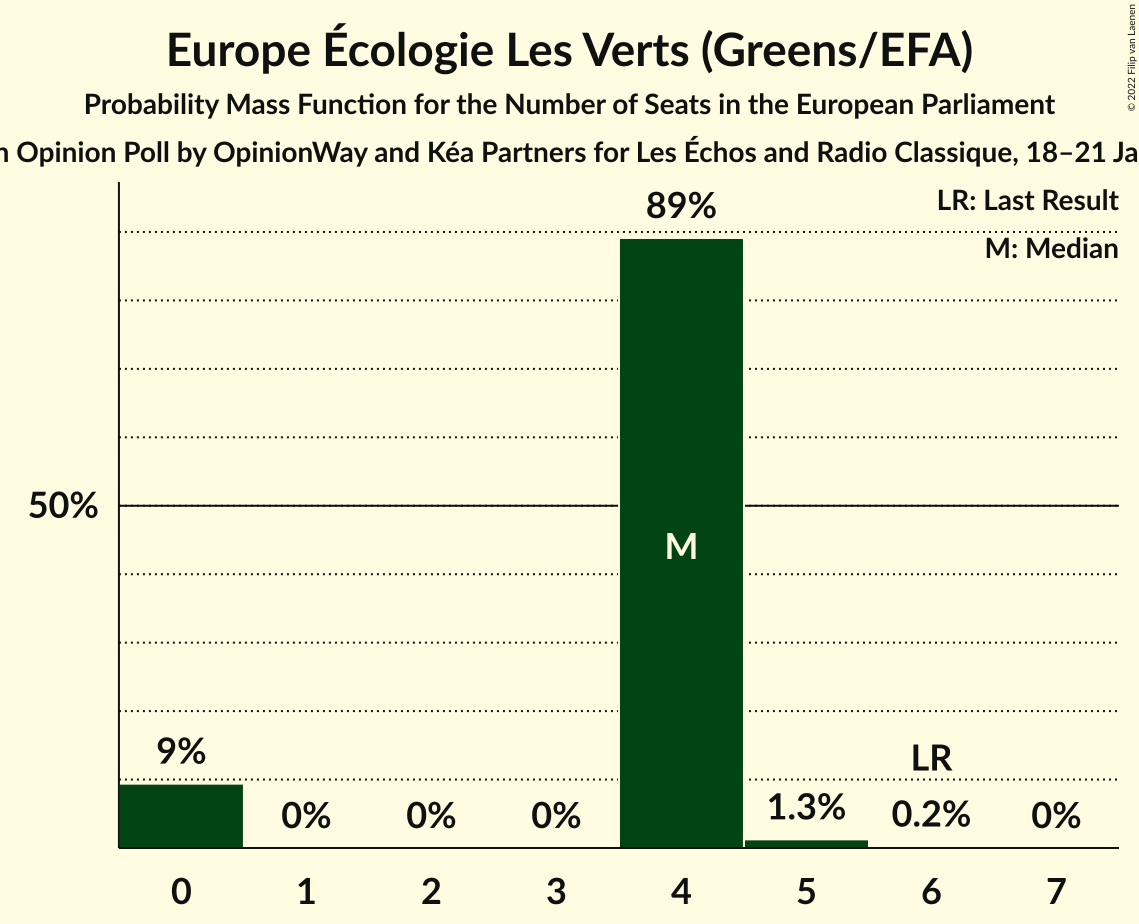 Europe Écologie Les Verts (Greens/EFA)
Probability Mass Function for the Number of Seats in the European Parliament
Opinion Poll by OpinionWay and Kéa Partners for Les Échos and Radio Classique, 18–21
© 2022 Filip van Laenen
LR: Last Result
M: Median
89%
50%
M
9%
0%
0%
0%
1.3%
LR
0.2%
0%
0 1 2 3 4 5 6 7